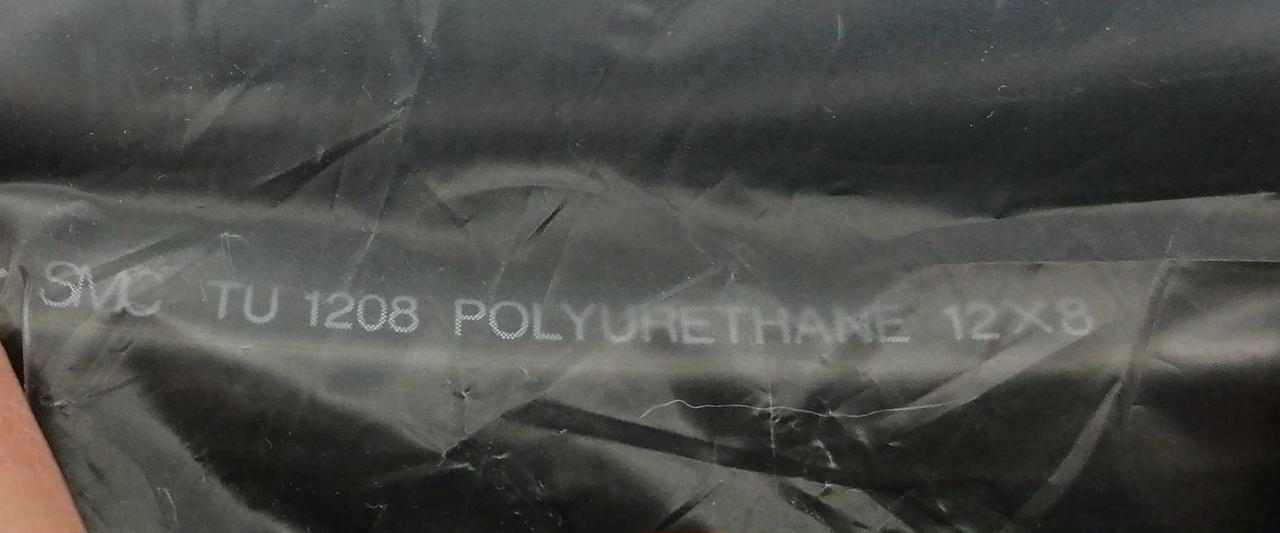 SMC TU 1208 POLYURETHANE 12X8